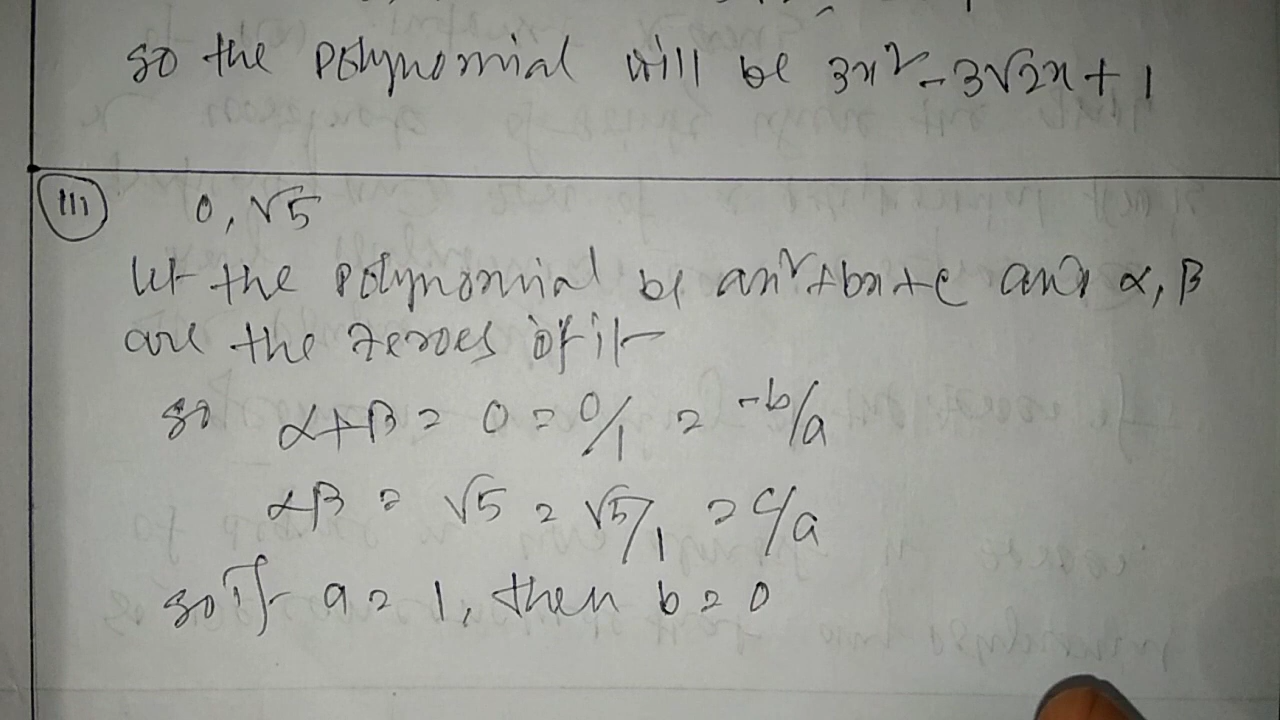 so the polynomial will be 3x²-3√2x+1
(iii) 0, √5
let the polynomial be ax²+bx+c and α, β
are the zeroes of it
so α+β = 0 = 0/1 = -b/a
αβ = √5 = √5/1 = c/a
so if a = 1, then b = 0